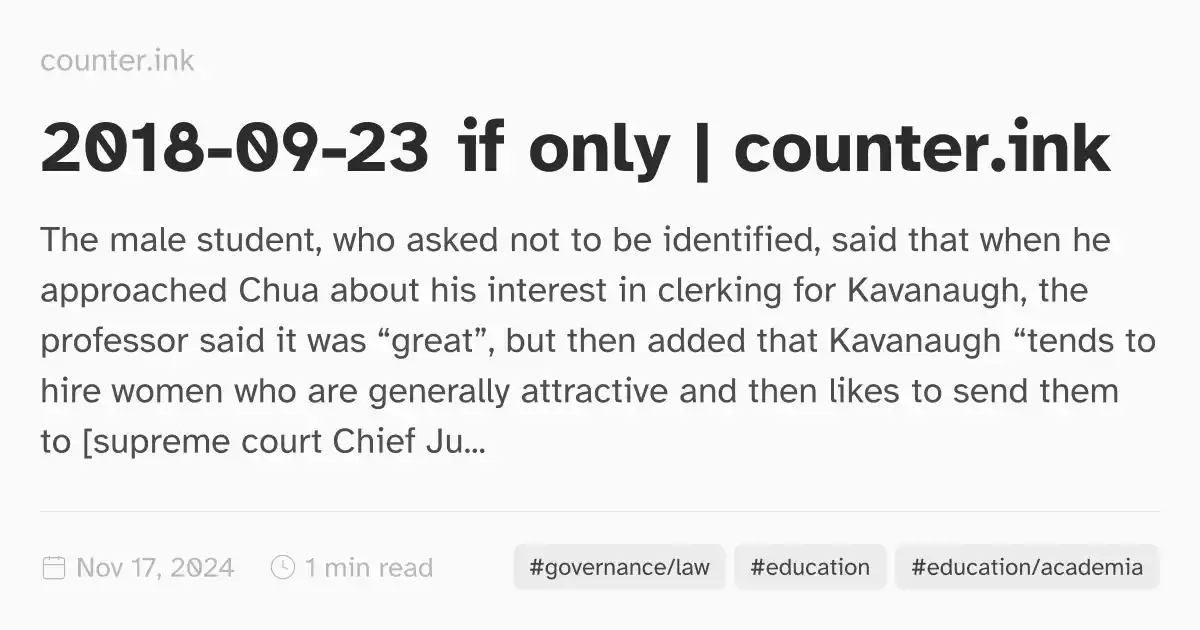 counter.ink
2018-09-23 if only | counter.ink
The male student, who asked not to be identified, said that when he
approached Chua about his interest in clerking for Kavanaugh, the
professor said it was “great”, but then added that Kavanaugh “tends to
hire women who are generally attractive and then likes to send them
to [supreme court Chief Ju...
Nov 17, 2024 1 min read #governance/law #education #education/academia